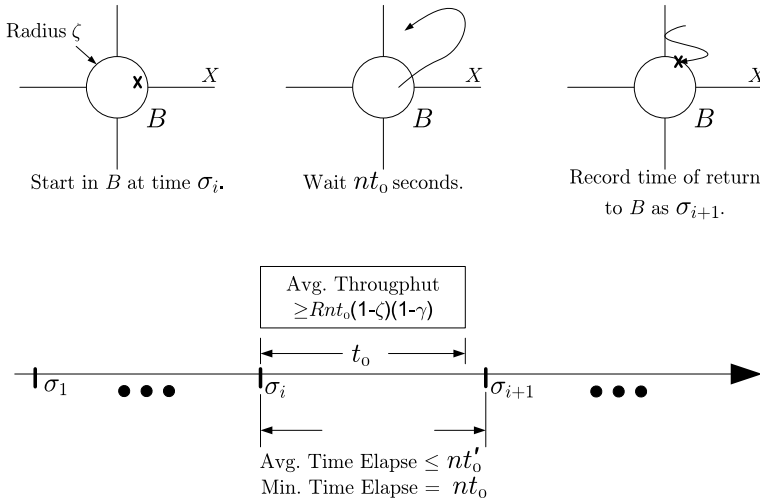 Radius ζ
X
B
Start in B at time σᵢ.
X
B
Wait nt₀ seconds.
X
B
Record time of return
to B as σᵢ₊₁.
Avg. Througphut
≥Rnt₀(1-ζ)(1-γ)
t₀
σ₁
σᵢ
σᵢ₊₁
Avg. Time Elapse ≤ nt₀′
Min. Time Elapse = nt₀